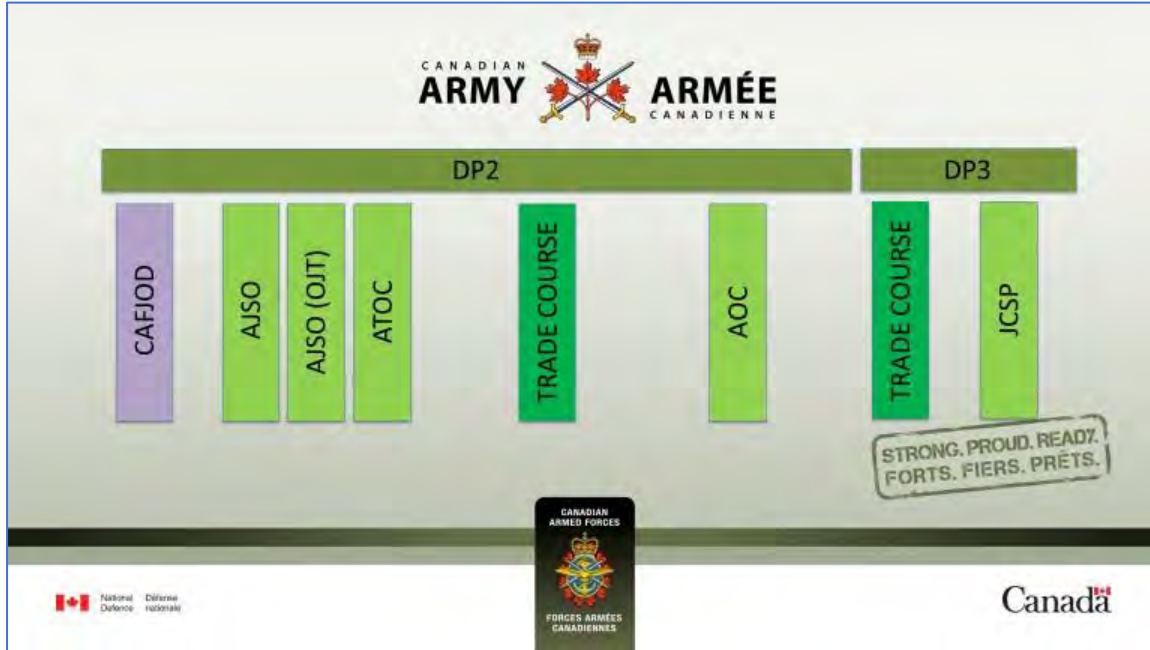 CANADIAN
ARMY
ARMÉE
CANADIENNE
DP2
DP3
CAFJOD
AJSO
AJSO (OJT)
ATOC
TRADE COURSE
AOC
TRADE COURSE
JCSP
STRONG. PROUD. READY.
FORTS. FIERS. PRÊTS.
CANADIAN
ARMED FORCES
FORCES ARMÉES
CANADIENNES
National Défense
Defence nationale
Canada